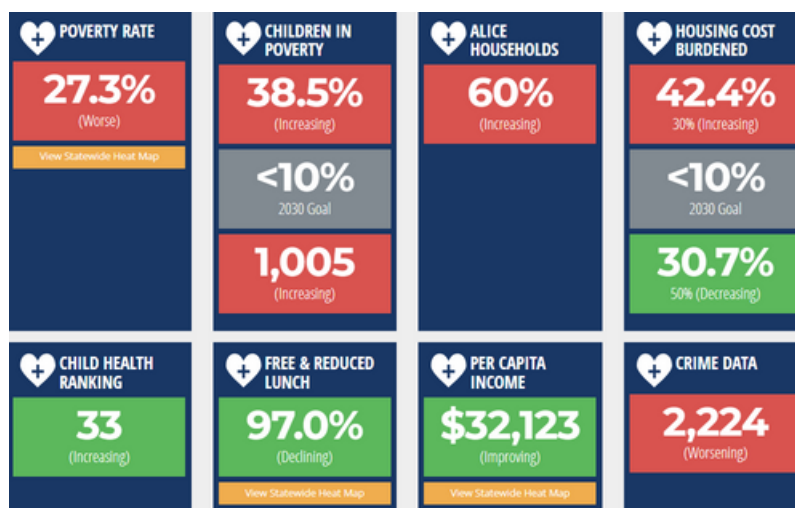 POVERTY RATE
27.3%
(Worse)
View Statewide Heat Map
CHILDREN IN
POVERTY
38.5%
(Increasing)
<10%
2030 Goal
1,005
(Increasing)
ALICE
HOUSEHOLDS
60%
(Increasing)
HOUSING COST
BURDENED
42.4%
30% (Increasing)
<10%
2030 Goal
30.7%
50% (Decreasing)
CHILD HEALTH
RANKING
33
(Increasing)
FREE & REDUCED
LUNCH
97.0%
(Declining)
View Statewide Heat Map
PER CAPITA
INCOME
$32,123
(Improving)
View Statewide Heat Map
CRIME DATA
2,224
(Worsening)